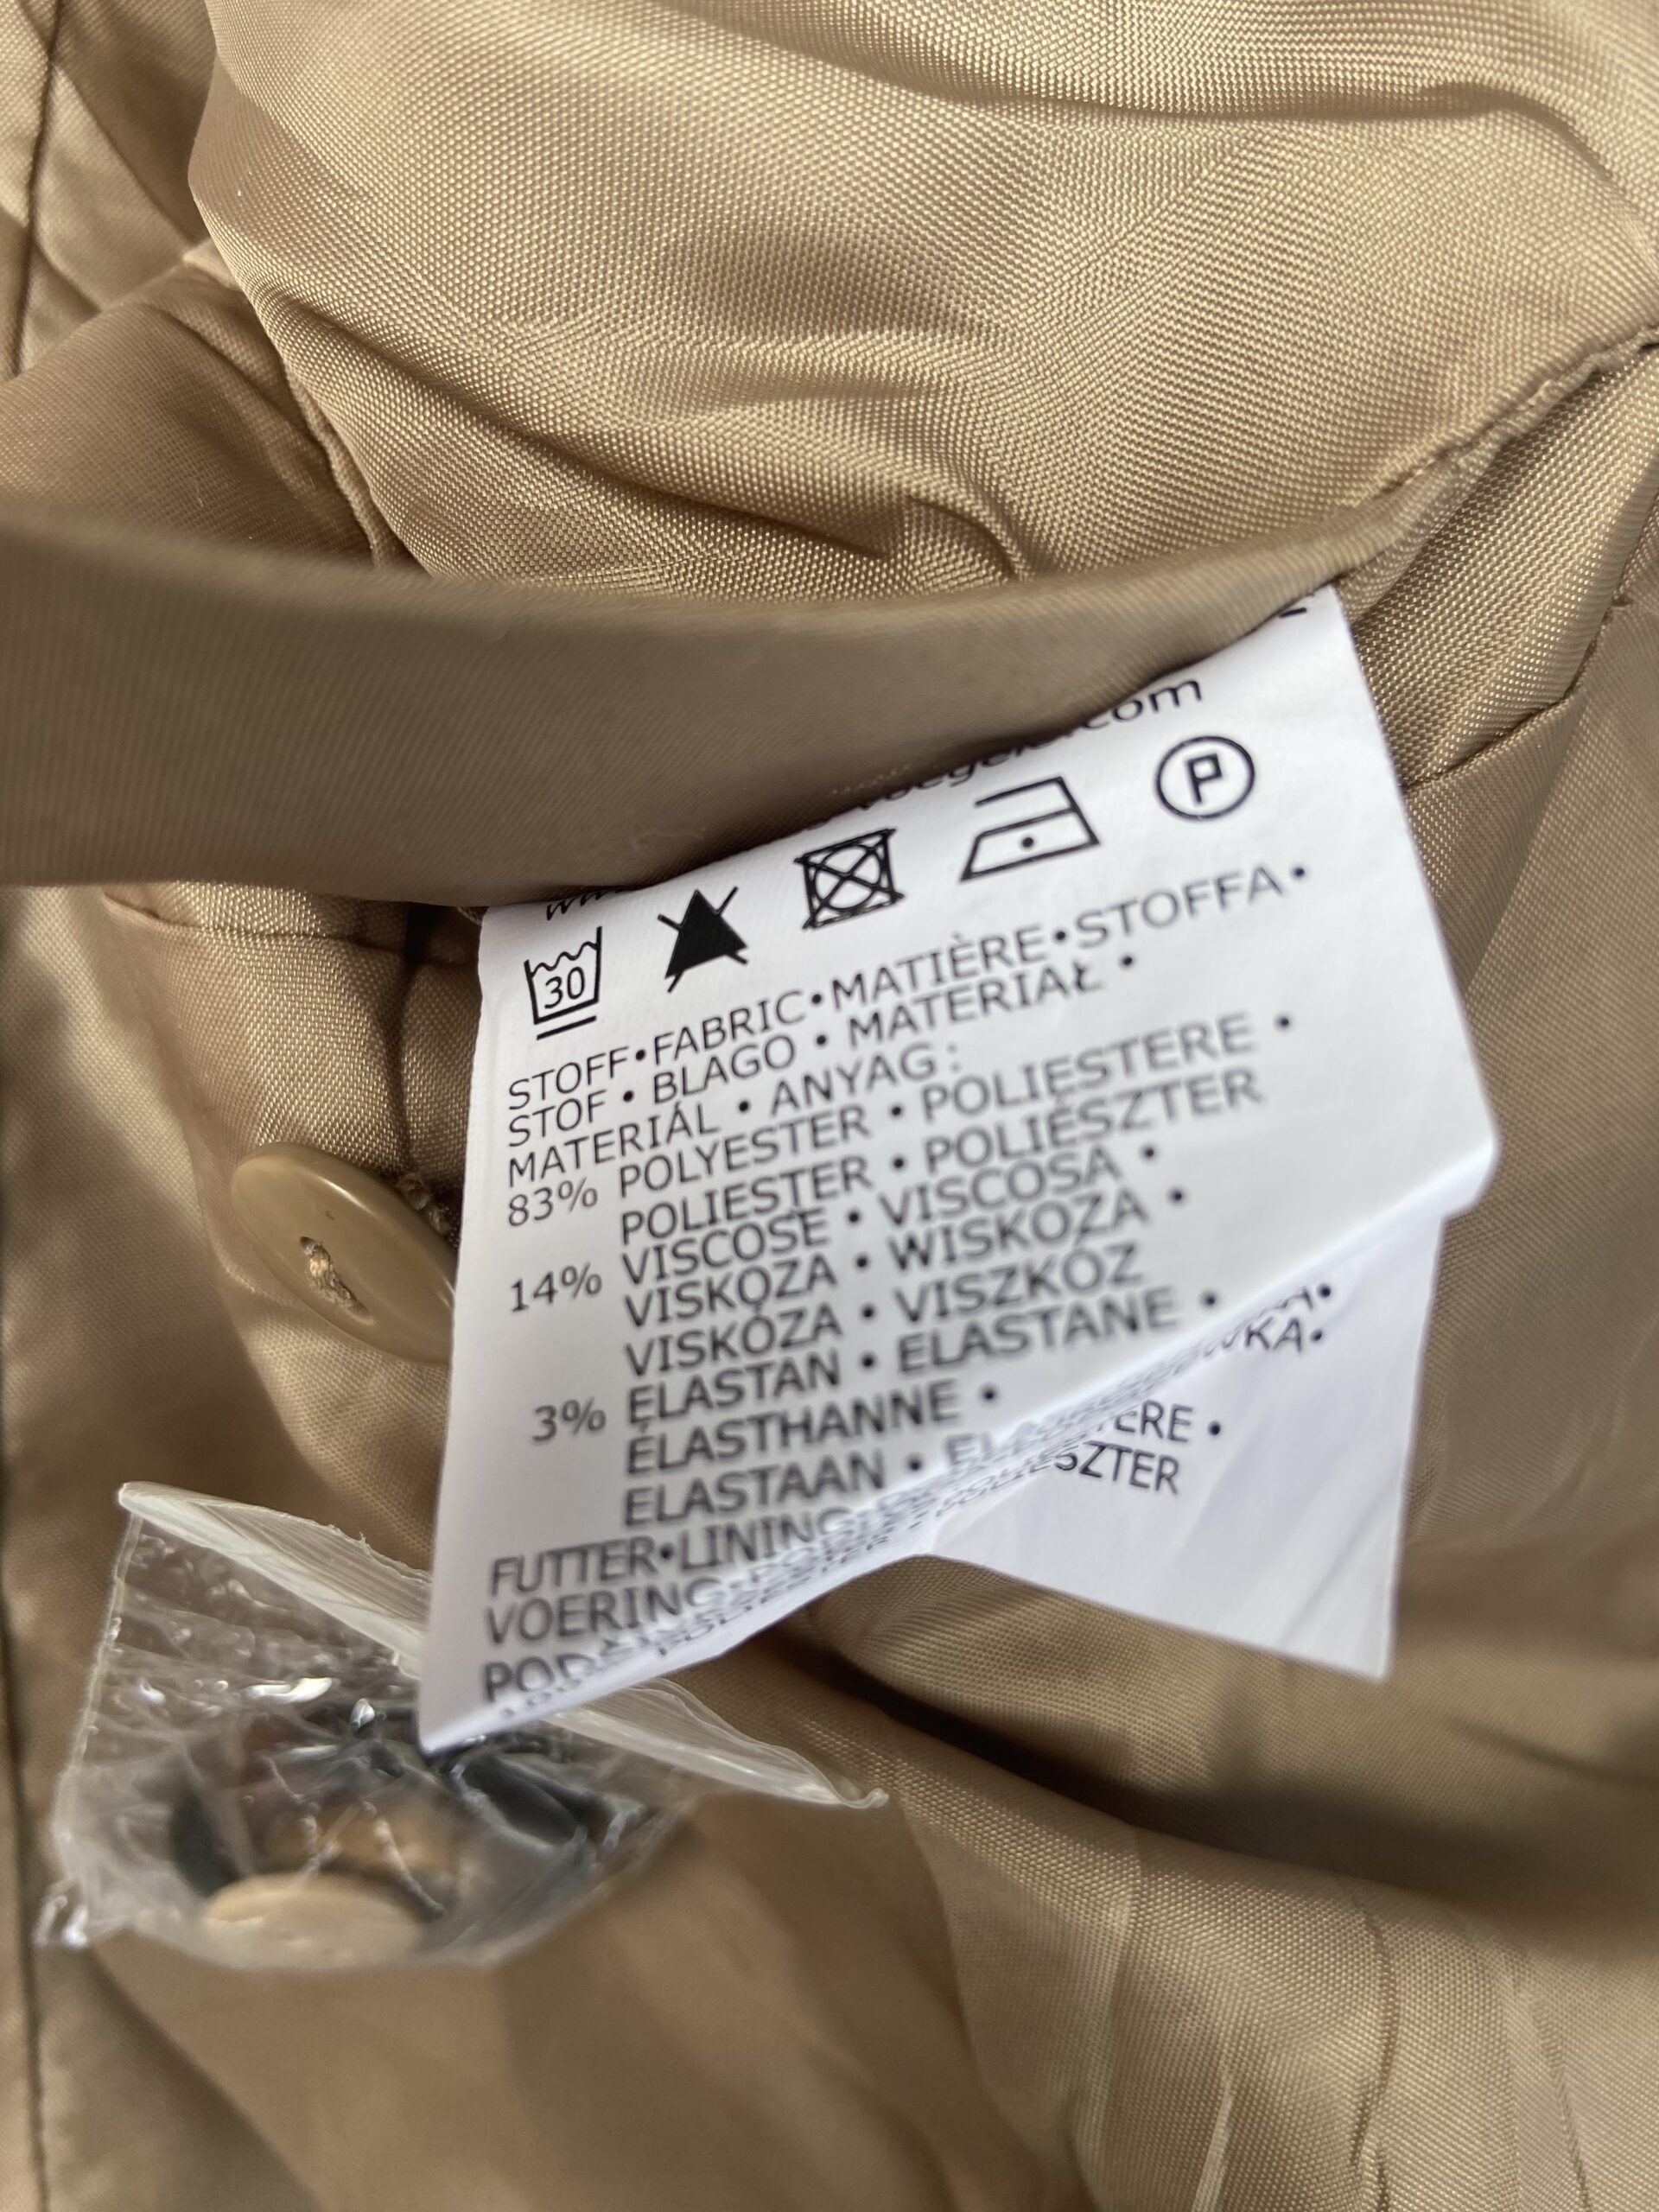 30
P
STOFF•FABRIC•MATIÈRE•STOFFA•
STOF • BLAGO • MATERIAŁ •
MATERIÁL • ANYAG:
83% POLYESTER • POLIESTERE •
POLIESTER • POLIÉSZTER
14% VISCOSE • VISCOSA •
VISKOZA • WISKOZA •
VISKÓZA • VISZKÓZ
3% ELASTAN • ELASTANE •
ÉLASTHANNE •
ELASTAAN •
FUTTER•LINING•
VOERING•